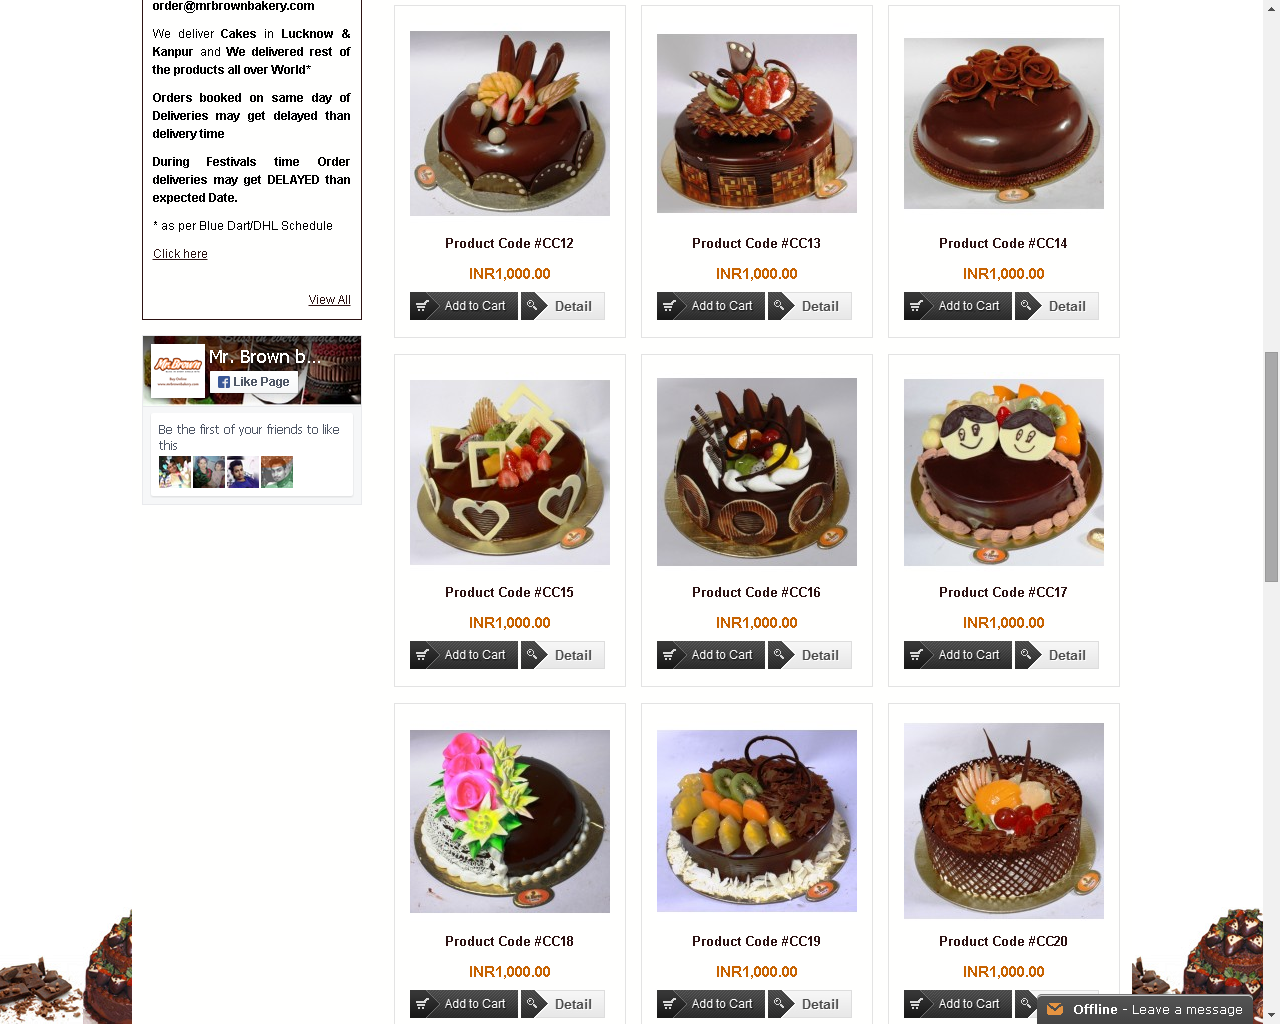 order@mrbrownbakery.com
We deliver Cakes in Lucknow &
Kanpur and We delivered rest of
the products all over World*
Orders booked on same day of
Deliveries may get delayed than
delivery time
During Festivals time Order
deliveries may get DELAYED than
expected Date.
* as per Blue Dart/DHL Schedule
Click here
View All
Mr. Brown b...
Mr.Brown
Like Page
Be the first of your friends to like
this
Product Code #CC12
INR1,000.00
Add to Cart
Detail
Product Code #CC13
INR1,000.00
Add to Cart
Detail
Product Code #CC14
INR1,000.00
Add to Cart
Detail
Product Code #CC15
INR1,000.00
Add to Cart
Detail
Product Code #CC16
INR1,000.00
Add to Cart
Detail
Product Code #CC17
INR1,000.00
Add to Cart
Detail
Product Code #CC18
INR1,000.00
Add to Cart
Detail
Product Code #CC19
INR1,000.00
Add to Cart
Detail
Product Code #CC20
INR1,000.00
Add to Cart
Offline - Leave a message